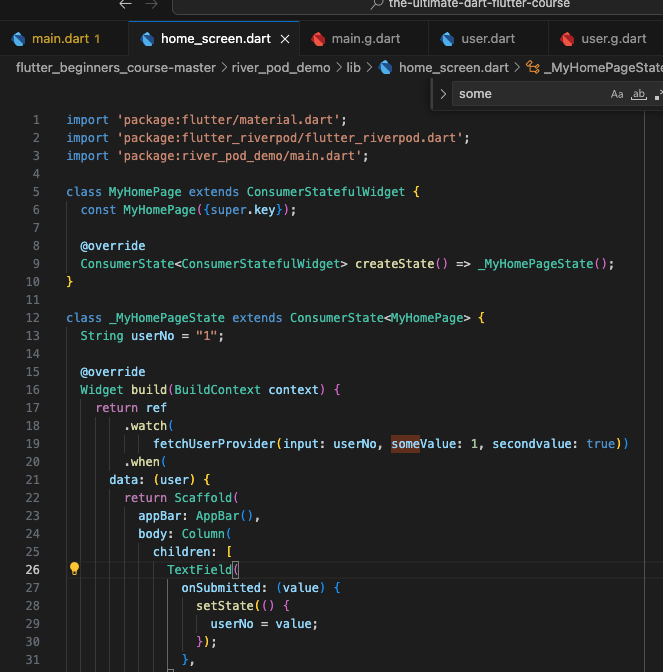 the-ultimate-dart-flutter-course
main.dart 1 home_screen.dart main.g.dart user.dart user.g.dart
flutter_beginners_course-master > river_pod_demo > lib > home_screen.dart > _MyHomePageState
some Aa ab
1 import 'package:flutter/material.dart';
2 import 'package:flutter_riverpod/flutter_riverpod.dart';
3 import 'package:river_pod_demo/main.dart';
4
5 class MyHomePage extends ConsumerStatefulWidget {
6 const MyHomePage({super.key});
7
8 @override
9 ConsumerState<ConsumerStatefulWidget> createState() => _MyHomePageState();
10 }
11
12 class _MyHomePageState extends ConsumerState<MyHomePage> {
13 String userNo = "1";
14
15 @override
16 Widget build(BuildContext context) {
17 return ref
18 .watch(
19 fetchUserProvider(input: userNo, someValue: 1, secondvalue: true))
20 .when(
21 data: (user) {
22 return Scaffold(
23 appBar: AppBar(),
24 body: Column(
25 children: [
26 TextField(
27 onSubmitted: (value) {
28 setState(() {
29 userNo = value;
30 });
31 },